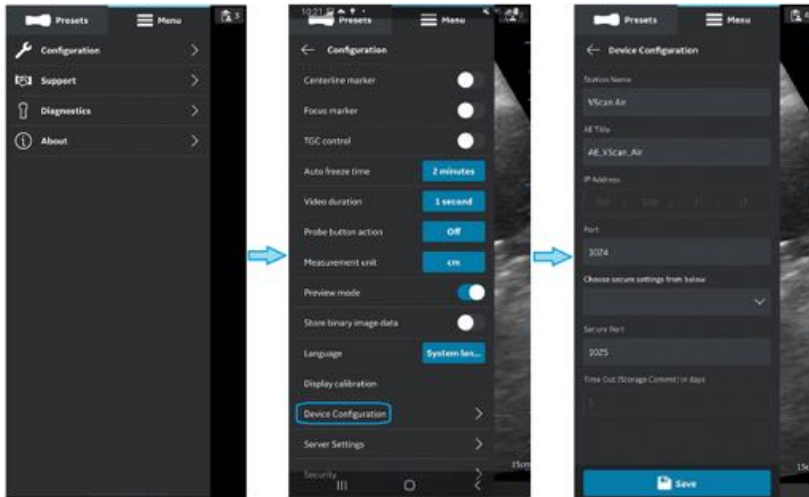 Presets
Menu
Configuration
Support
Diagnostics
About
10:21
Presets
Menu
Configuration
Centerline marker
Focus marker
TGC control
Auto freeze time
2 minutes
Video duration
1 second
Probe button action
Off
Measurement unit
cm
Preview mode
Store binary image data
Language
System lan...
Display calibration
Device Configuration
Server Settings
Security
15cm
Presets
Menu
Device Configuration
Station Name
VScan Air
AE Title
AE_VScan_Air
IP Address
Port
1024
Choose secure settings from below
Secure Port
1025
Time Out (Storage Commit) in days
Save